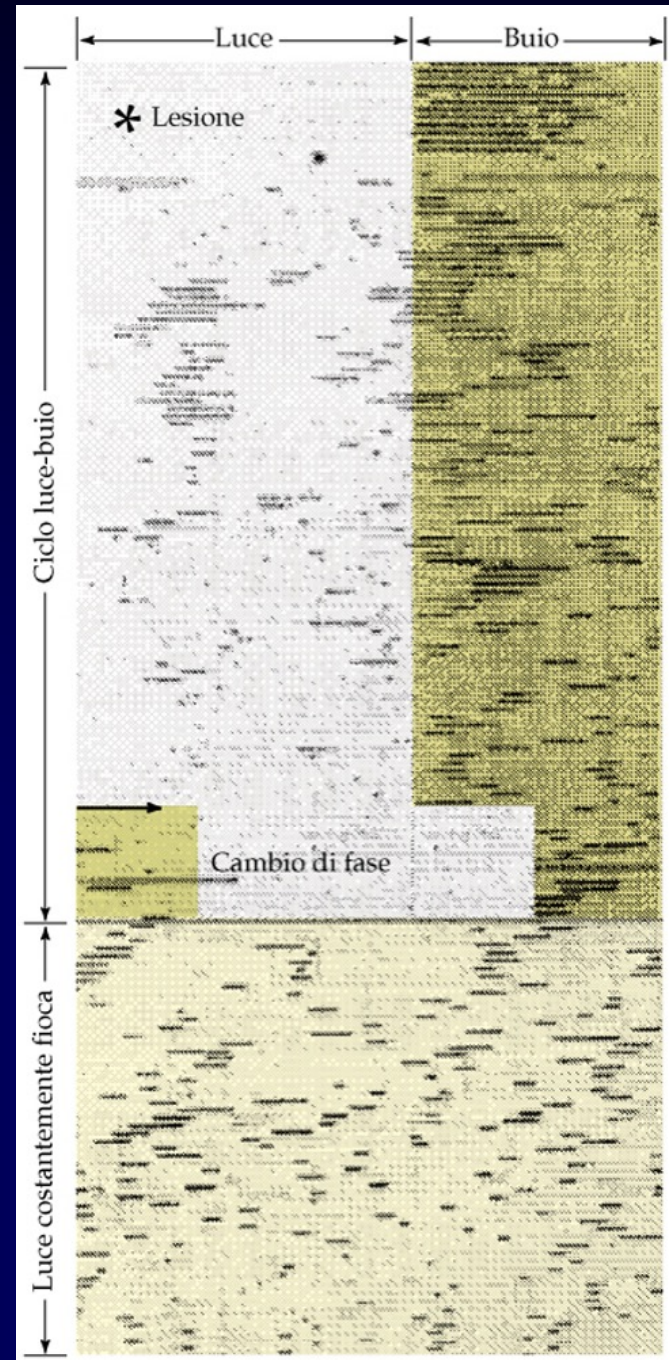 Luce
Buio
* Lesione
Ciclo luce-buio
Cambio di fase
Luce costantemente fioca